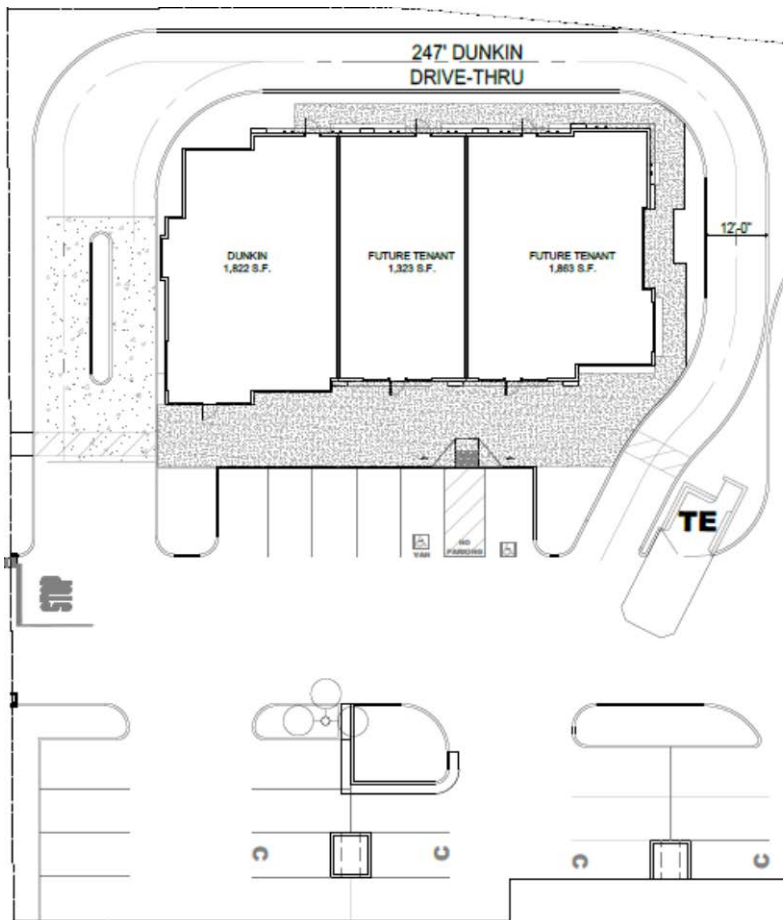 247' DUNKIN
DRIVE-THRU
12'-0"
DUNKIN
1,822 S.F.
FUTURE TENANT
1,323 S.F.
FUTURE TENANT
1,863 S.F.
TE
VAN
NO
PARKING
STOP
C
C
C
C